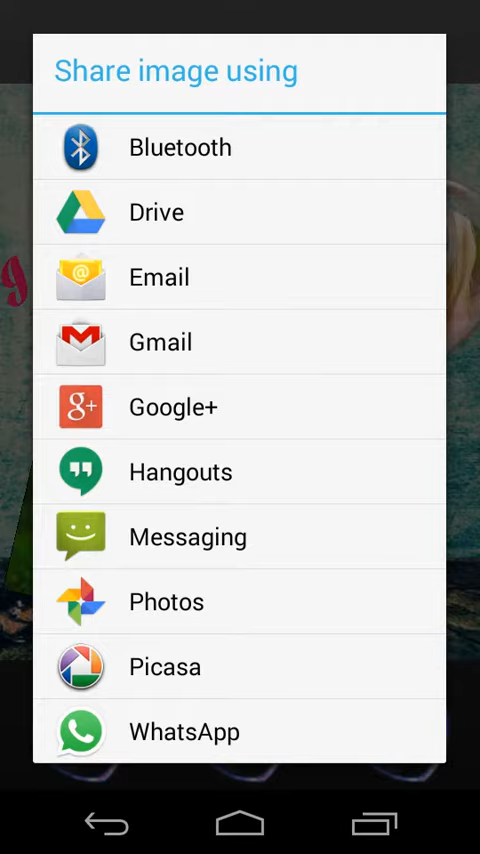 Share image using
Bluetooth
Drive
Email
Gmail
Google+
Hangouts
Messaging
Photos
Picasa
WhatsApp